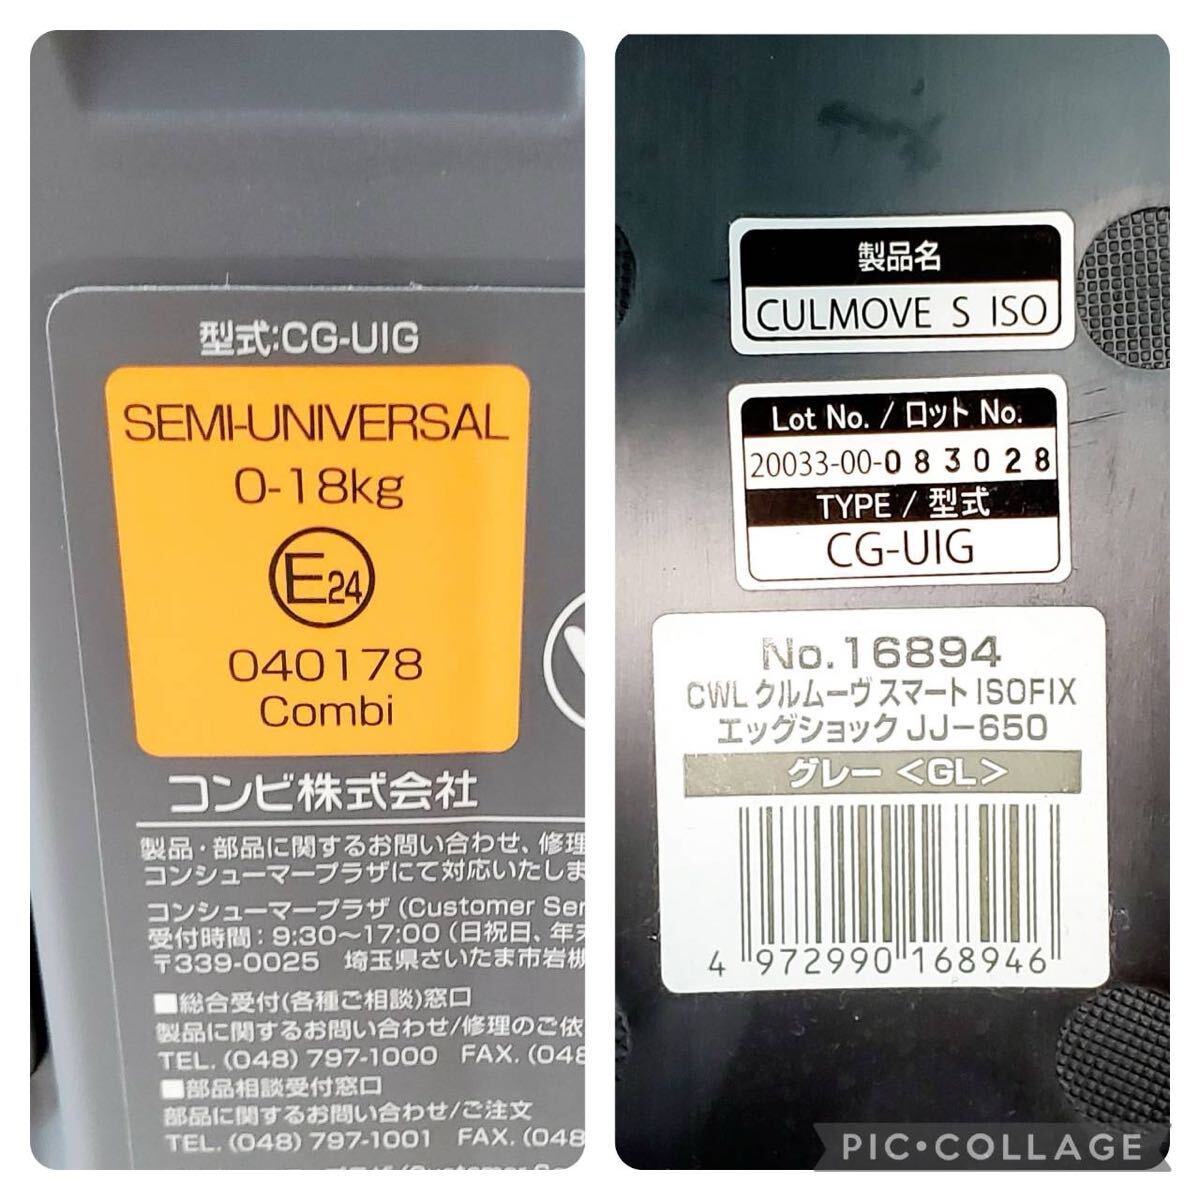 型式:CG-UIG
SEMI-UNIVERSAL
0-18kg
E24
040178
Combi
コンビ株式会社
製品・部品に関するお問い合わせ、修理
コンシューマープラザにて対応いたしま
コンシューマープラザ (Customer Ser
受付時間：9:30～17:00 (日祝日、年末
〒339-0025 埼玉県さいたま市岩槻
■総合受付(各種ご相談)窓口
製品に関するお問い合わせ/修理のご依
TEL. (048) 797-1000 FAX. (048
■部品相談受付窓口
部品に関するお問い合わせ/ご注文
TEL. (048) 797-1001 FAX. (048
製品名
CULMOVE S ISO
Lot No. / ロット No.
20033-00-083028
TYPE / 型式
CG-UIG
No.16894
CWL クルムーヴ スマート ISOFIX
エッグショック JJ-650
グレー <GL>
4 972990 168946
PIC•COLLAGE